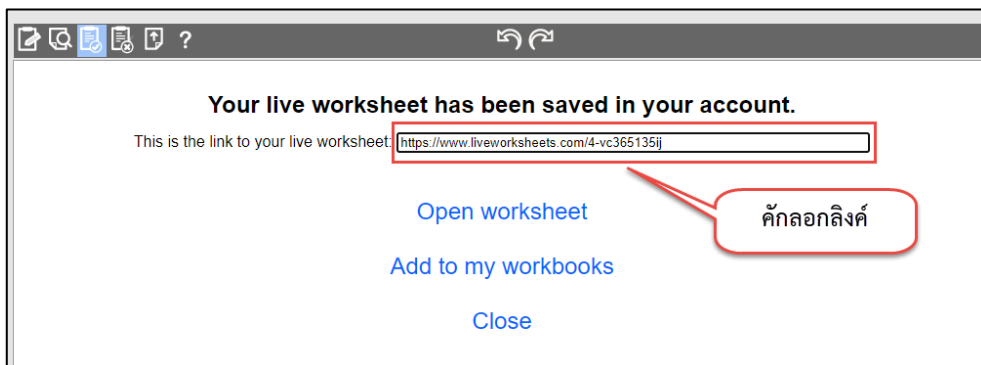 ?
Your live worksheet has been saved in your account.
This is the link to your live worksheet: https://www.liveworksheets.com/4-vc365135ij
Open worksheet
คักลอกลิงค์
Add to my workbooks
Close